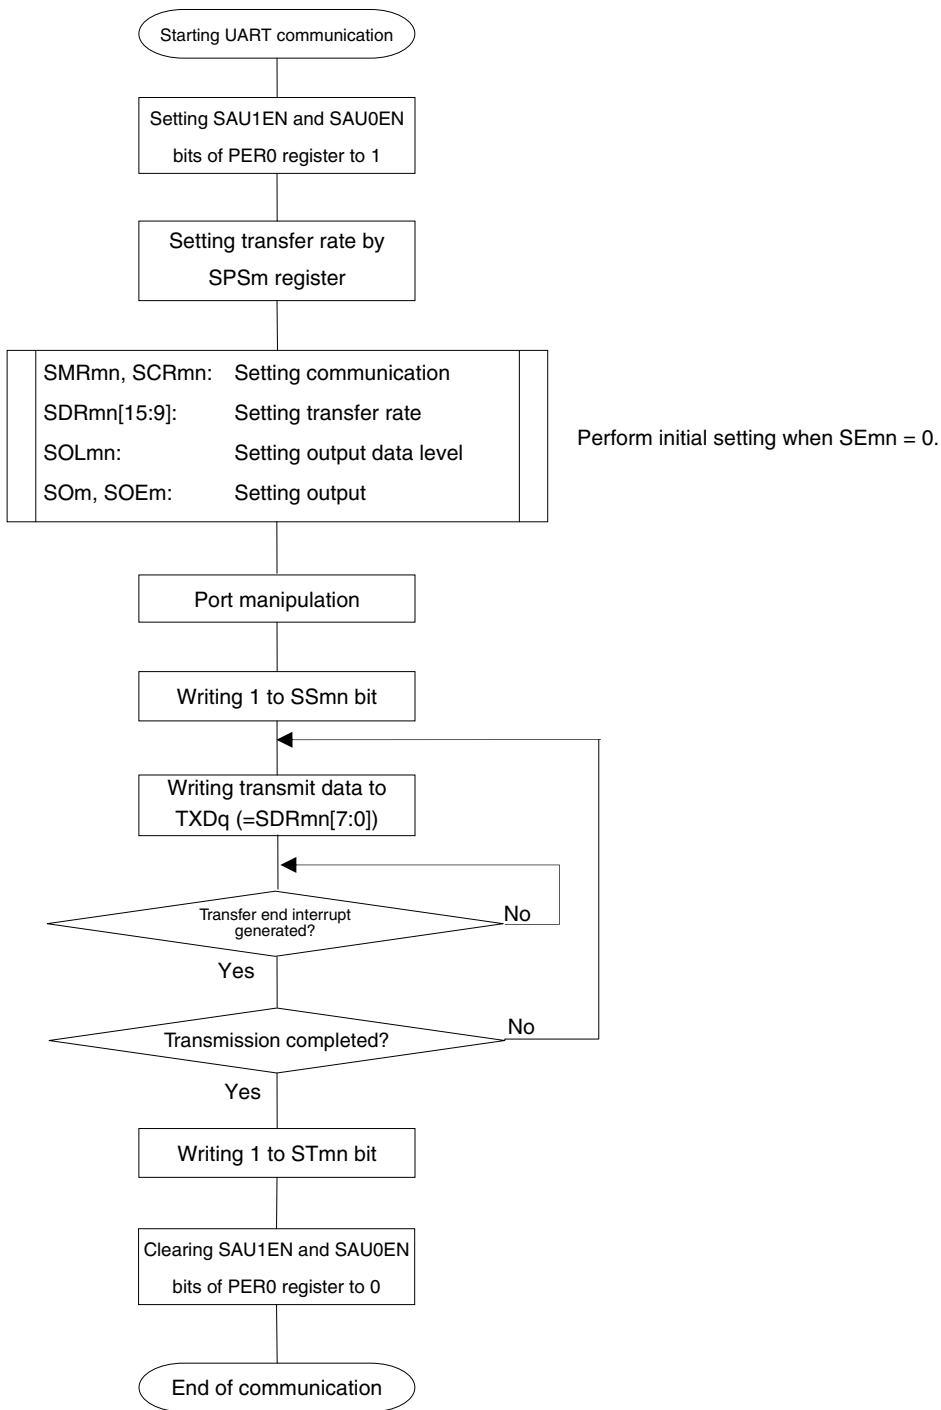 Starting UART communication
Setting SAU1EN and SAU0EN
bits of PER0 register to 1
Setting transfer rate by
SPSm register
SMRmn, SCRmn: Setting communication
SDRmn[15:9]: Setting transfer rate
SOLmn: Setting output data level
SOm, SOEm: Setting output
Perform initial setting when SEmn = 0.
Port manipulation
Writing 1 to SSmn bit
Writing transmit data to
TXDq (=SDRmn[7:0])
Transfer end interrupt
generated?
No
Yes
Transmission completed?
No
Yes
Writing 1 to STmn bit
Clearing SAU1EN and SAU0EN
bits of PER0 register to 0
End of communication